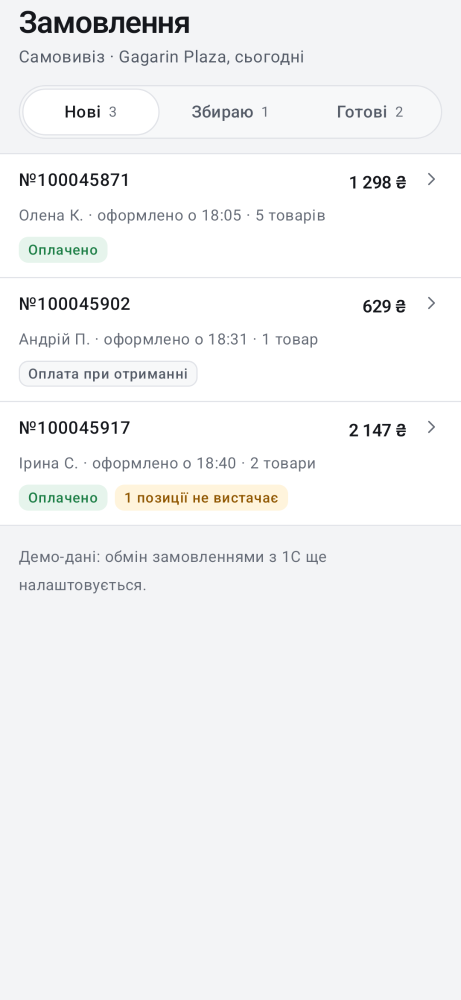 Замовлення
Самовивіз · Gagarin Plaza, сьогодні
Нові 3 Збираю 1 Готові 2
№100045871 1 298 ₴
Олена К. · оформлено о 18:05 · 5 товарів
Оплачено
№100045902 629 ₴
Андрій П. · оформлено о 18:31 · 1 товар
Оплата при отриманні
№100045917 2 147 ₴
Ірина С. · оформлено о 18:40 · 2 товари
Оплачено 1 позиції не вистачає
Демо-дані: обмін замовленнями з 1С ще
налаштовується.